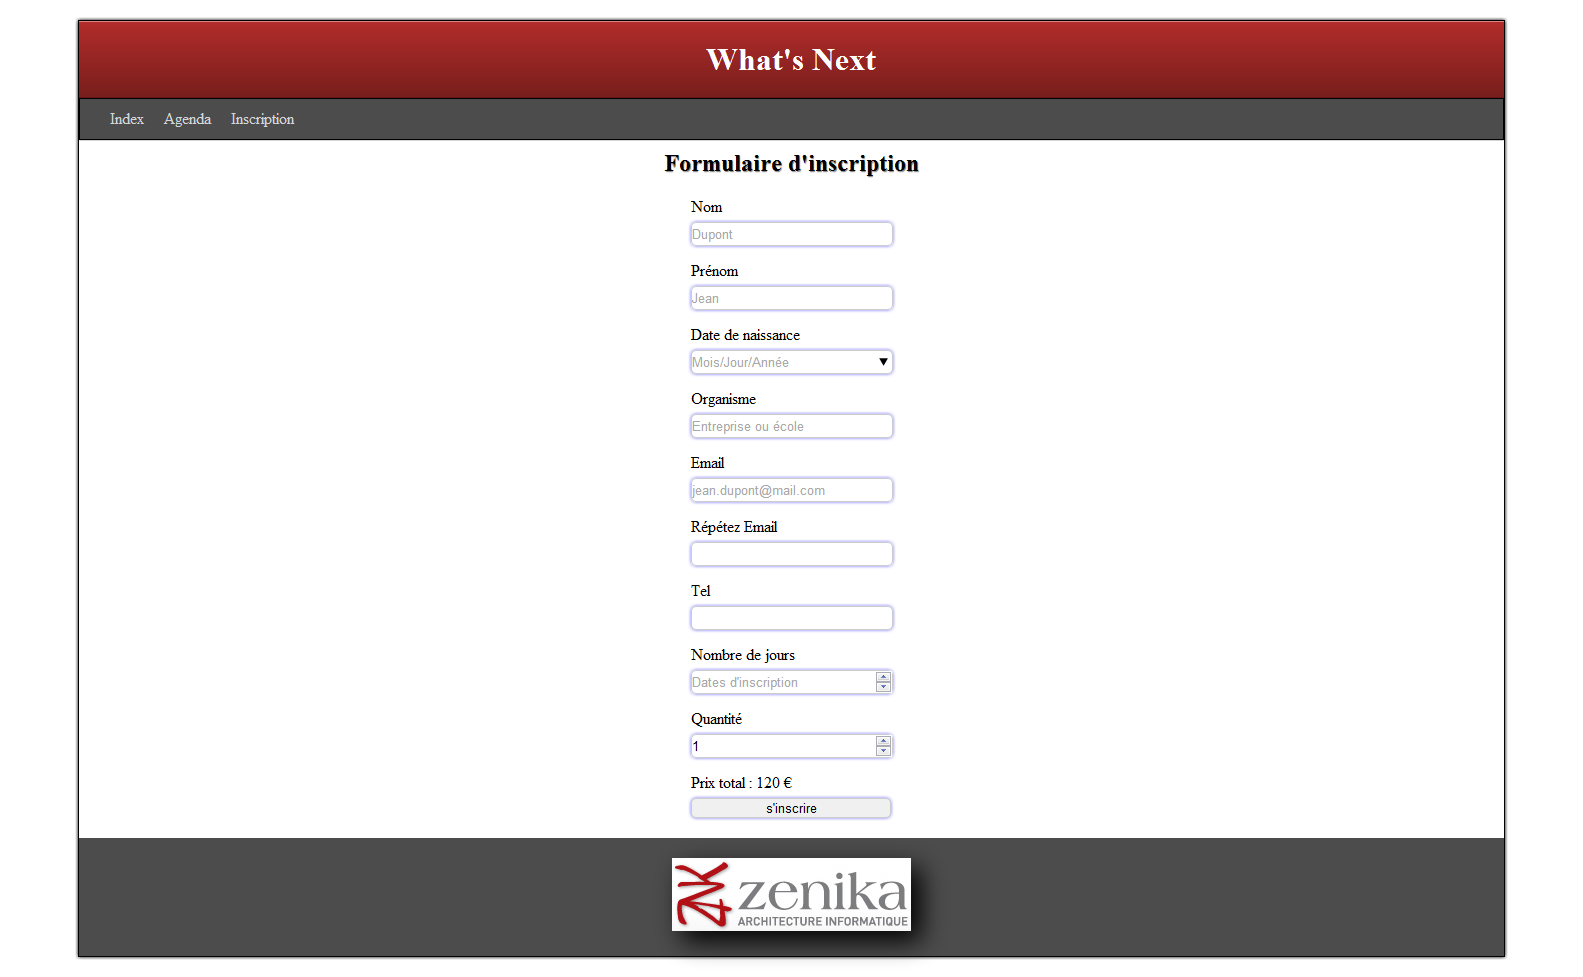 What's Next
Index Agenda Inscription
Formulaire d'inscription
Nom
Dupont
Prénom
Jean
Date de naissance
Mois/Jour/Année
Organisme
Entreprise ou école
Email
jean.dupont@mail.com
Répétez Email
Tel
Nombre de jours
Dates d'inscription
Quantité
1
Prix total : 120 €
s'inscrire
zenika
ARCHITECTURE INFORMATIQUE